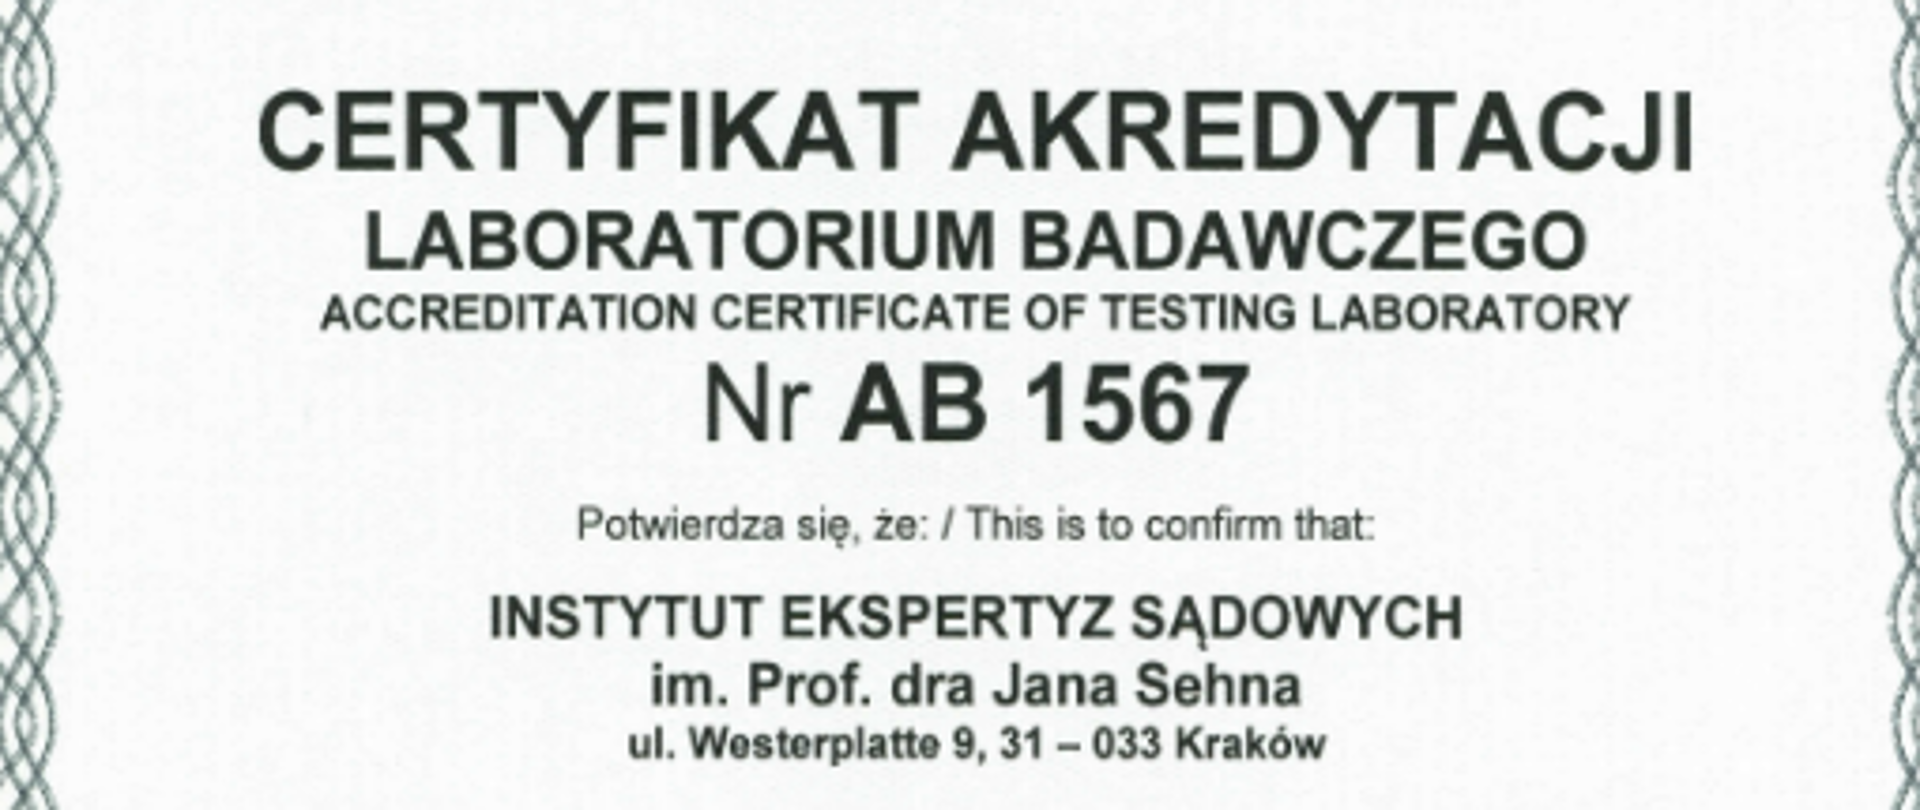 CERTYFIKAT AKREDYTACJI
LABORATORIUM BADAWCZEGO
ACCREDITATION CERTIFICATE OF TESTING LABORATORY
Nr AB 1567
Potwierdza się, że: / This is to confirm that:
INSTYTUT EKSPERTYZ SĄDOWYCH
im. Prof. dra Jana Sehna
ul. Westerplatte 9, 31 – 033 Kraków